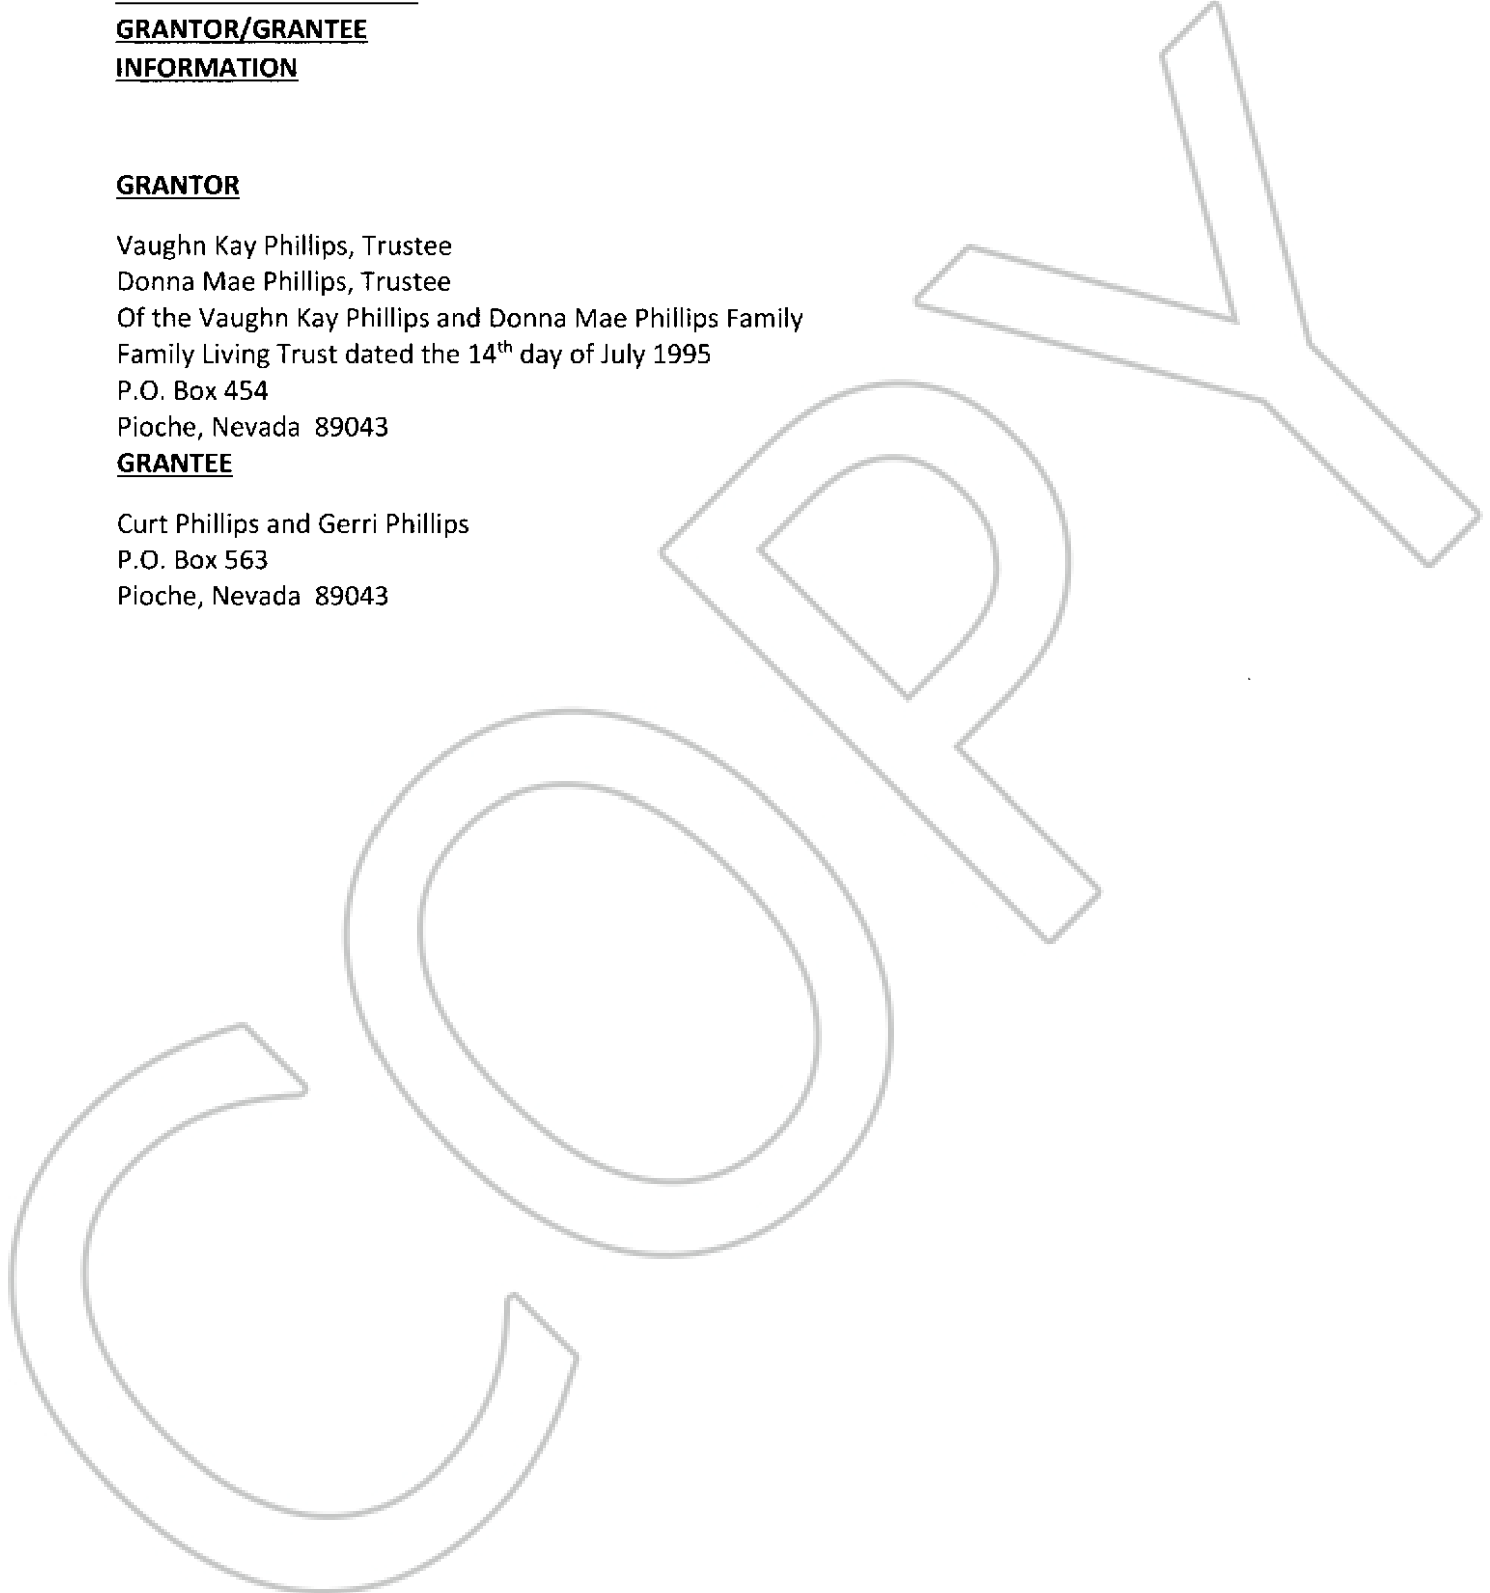 GRANTOR/GRANTEE
INFORMATION
GRANTOR
Vaughn Kay Phillips, Trustee
Donna Mae Phillips, Trustee
Of the Vaughn Kay Phillips and Donna Mae Phillips Family
Family Living Trust dated the 14th day of July 1995
P.O. Box 454
Pioche, Nevada 89043
GRANTEE
Curt Phillips and Gerri Phillips
P.O. Box 563
Pioche, Nevada 89043
COPY